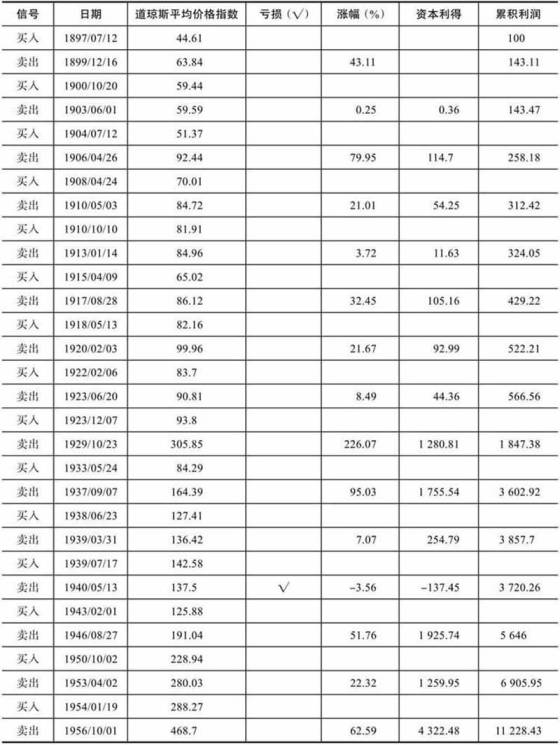 信号 日期 道琼斯平均价格指数 亏损(√) 涨幅(%) 资本利得 累积利润
买入 1897/07/12 44.61 100
卖出 1899/12/16 63.84 43.11 143.11
买入 1900/10/20 59.44
卖出 1903/06/01 59.59 0.25 0.36 143.47
买入 1904/07/12 51.37
卖出 1906/04/26 92.44 79.95 114.7 258.18
买入 1908/04/24 70.01
卖出 1910/05/03 84.72 21.01 54.25 312.42
买入 1910/10/10 81.91
卖出 1913/01/14 84.96 3.72 11.63 324.05
买入 1915/04/09 65.02
卖出 1917/08/28 86.12 32.45 105.16 429.22
买入 1918/05/13 82.16
卖出 1920/02/03 99.96 21.67 92.99 522.21
买入 1922/02/06 83.7
卖出 1923/06/20 90.81 8.49 44.36 566.56
买入 1923/12/07 93.8
卖出 1929/10/23 305.85 226.07 1 280.81 1 847.38
买入 1933/05/24 84.29
卖出 1937/09/07 164.39 95.03 1 755.54 3 602.92
买入 1938/06/23 127.41
卖出 1939/03/31 136.42 7.07 254.79 3 857.7
买入 1939/07/17 142.58
卖出 1940/05/13 137.5 √ -3.56 -137.45 3 720.26
买入 1943/02/01 125.88
卖出 1946/08/27 191.04 51.76 1 925.74 5 646
买入 1950/10/02 228.94
卖出 1953/04/02 280.03 22.32 1 259.95 6 905.95
买入 1954/01/19 288.27
卖出 1956/10/01 468.7 62.59 4 322.48 11 228.43